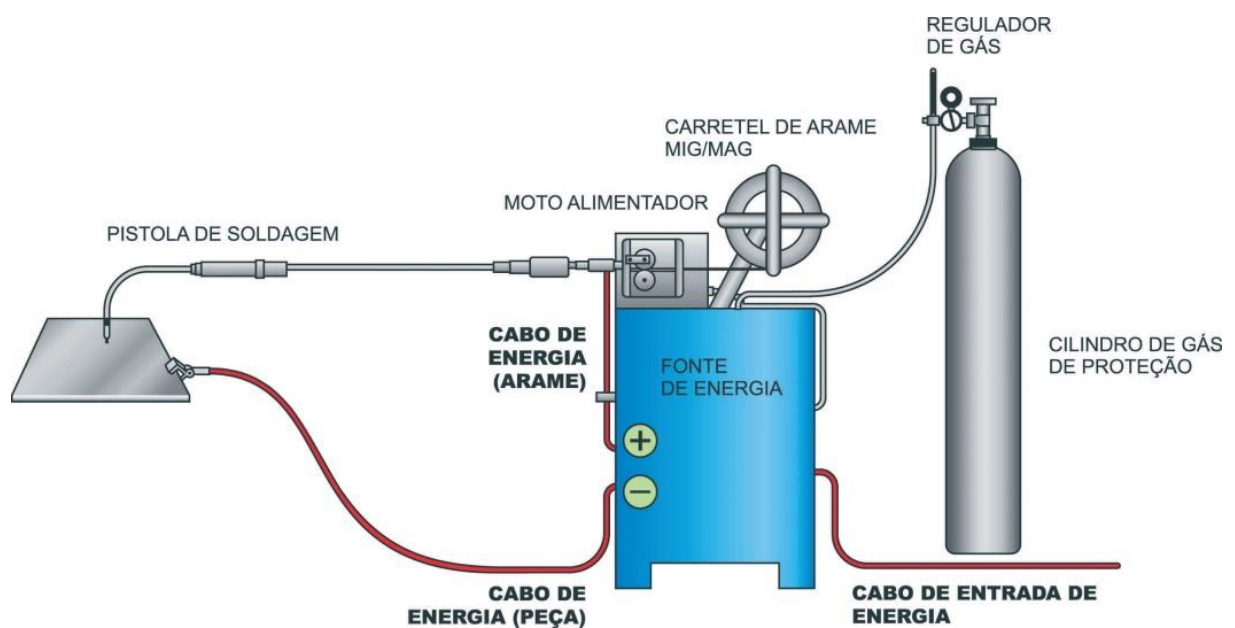 REGULADOR
DE GÁS
CARRETEL DE ARAME
MIG/MAG
MOTO ALIMENTADOR
PISTOLA DE SOLDAGEM
CABO DE
ENERGIA
(ARAME)
FONTE
DE ENERGIA
CILINDRO DE GÁS
DE PROTEÇÃO
+
−
CABO DE
ENERGIA (PEÇA)
CABO DE ENTRADA DE
ENERGIA